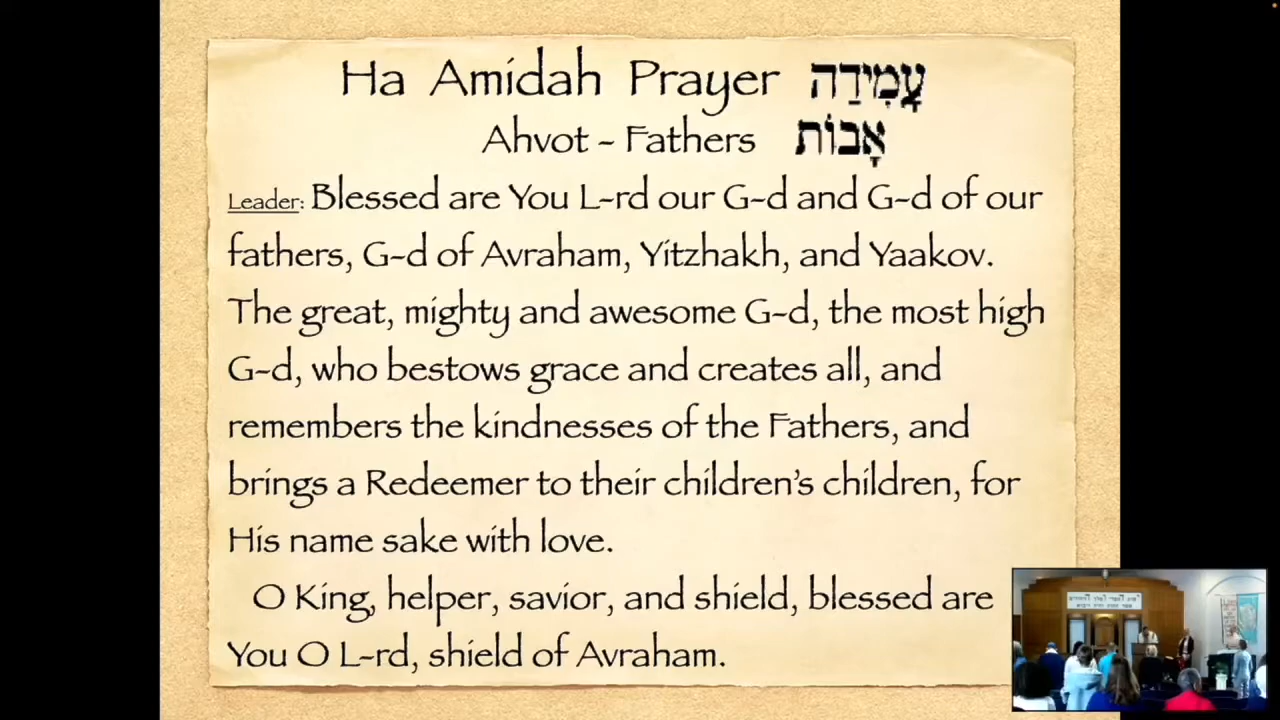 Ha Amidah Prayer עֲמִידָה
Ahvot - Fathers אָבוֹת
Leader: Blessed are You L-rd our G-d and G-d of our
fathers, G-d of Avraham, Yitzhakh, and Yaakov.
The great, mighty and awesome G-d, the most high
G-d, who bestows grace and creates all, and
remembers the kindnesses of the Fathers, and
brings a Redeemer to their children’s children, for
His name sake with love.
O King, helper, savior, and shield, blessed are
You O L-rd, shield of Avraham.